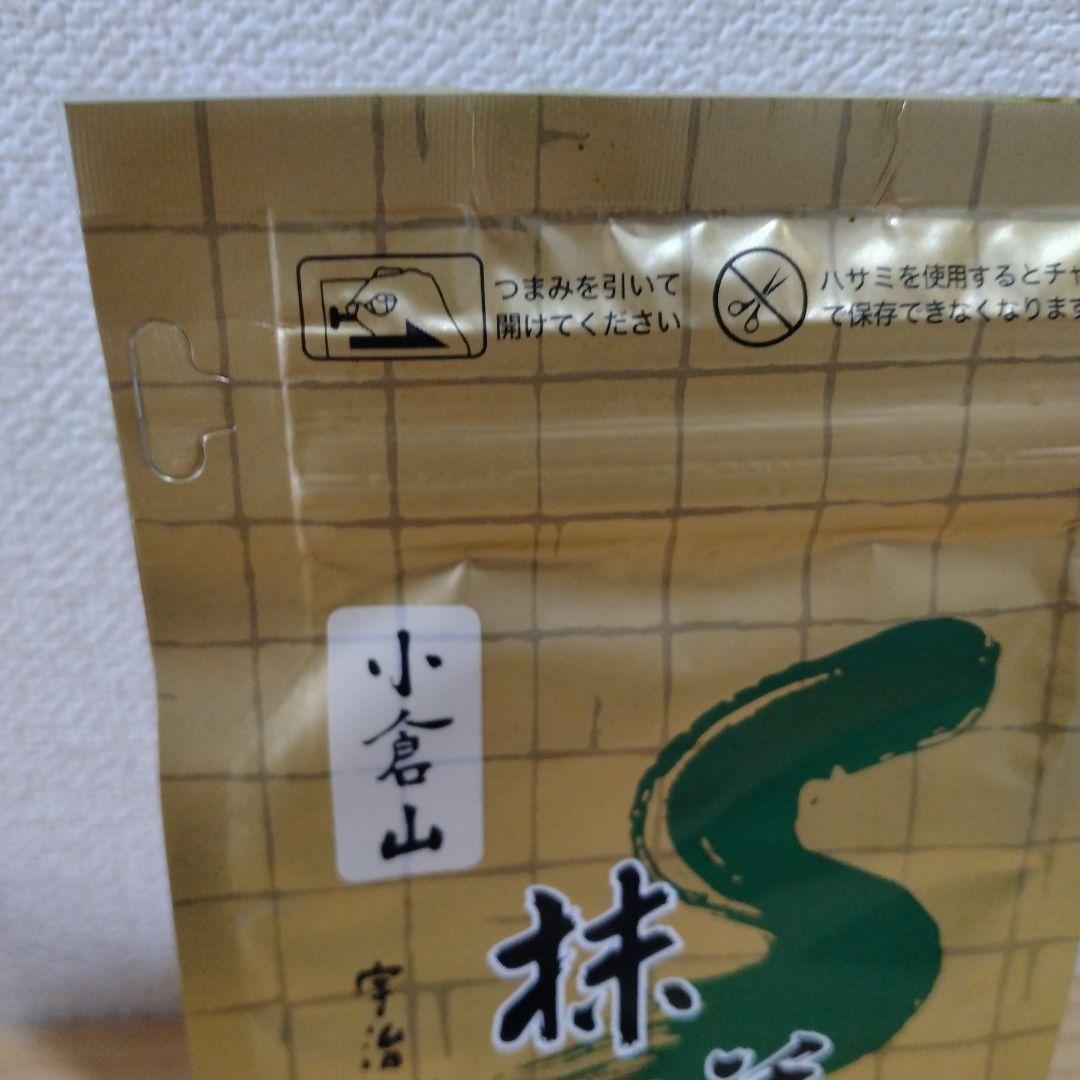 つまみを引いて
開けてください
ハサミを使用するとチャ
で保存できなくなります
小倉山
抹
宇治